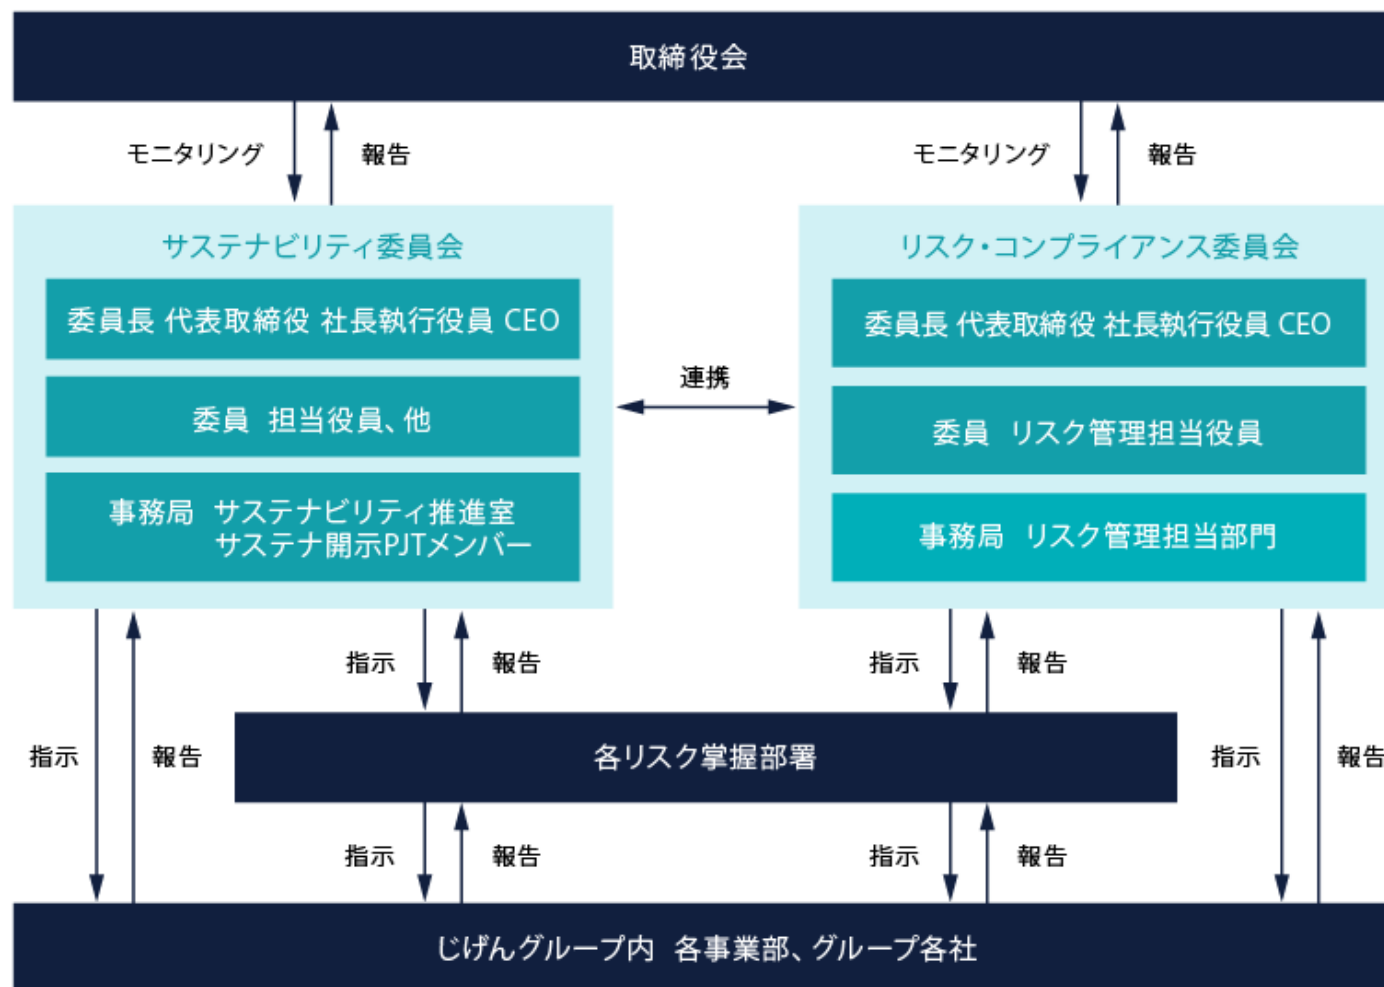 取締役会
モニタリング
報告
モニタリング
報告
サステナビリティ委員会
委員長 代表取締役 社長執行役員 CEO
委員 担当役員、他
事務局 サステナビリティ推進室
サステナ開示PJTメンバー
連携
リスク・コンプライアンス委員会
委員長 代表取締役 社長執行役員 CEO
委員 リスク管理担当役員
事務局 リスク管理担当部門
指示
報告
指示
報告
指示
報告
各リスク掌握部署
指示
報告
指示
報告
指示
報告
じげんグループ内 各事業部、グループ各社